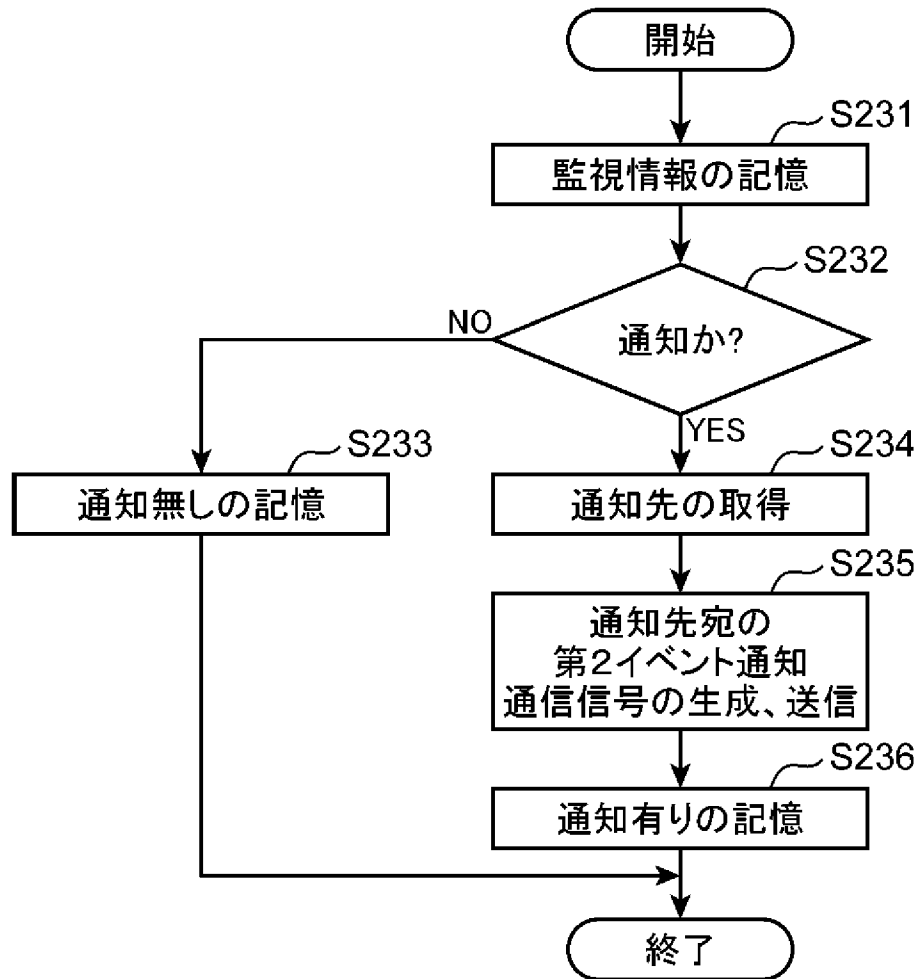 開始
S231
監視情報の記憶
S232
通知か?
NO
YES
S233
通知無しの記憶
S234
通知先の取得
S235
通知先宛の
第2イベント通知
通信信号の生成、送信
S236
通知有りの記憶
終了